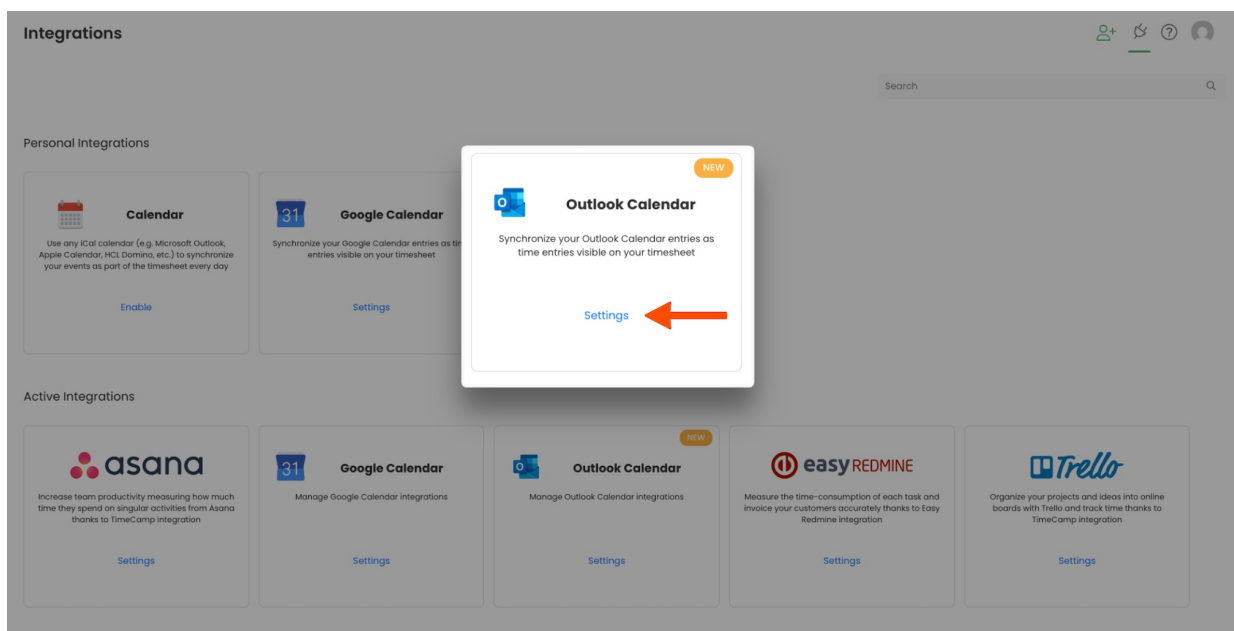 Integrations
Search
Personal Integrations
Calendar
Use any iCal calendar (e.g. Microsoft Outlook,
Apple Calendar, HCL Domino, etc.) to synchronize
your events as part of the timesheet every day
Enable
31
Google Calendar
Synchronize your Google Calendar entries as
entries visible on your timesheet
Settings
NEW
Outlook Calendar
Synchronize your Outlook Calendar entries as
time entries visible on your timesheet
Settings
Active Integrations
asana
Increase team productivity measuring how much
time they spend on singular activities from Asana
thanks to TimeCamp integration
Settings
31
Google Calendar
Manage Google Calendar integrations
Settings
NEW
Outlook Calendar
Manage Outlook Calendar integrations
Settings
easy REDMINE
Measure the time-consumption of each task and
invoice your customers accurately thanks to Easy
Redmine integration
Settings
Trello
Organize your projects and ideas into online
boards with Trello and track time thanks to
TimeCamp integration
Settings